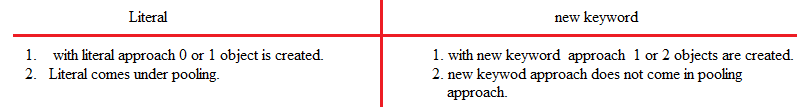 Literal
new keyword
1. with literal approach 0 or 1 object is created.
2. Literal comes under pooling.
1. with new keyword approach 1 or 2 objects are created.
2. new keywod approach does not come in pooling
approach.